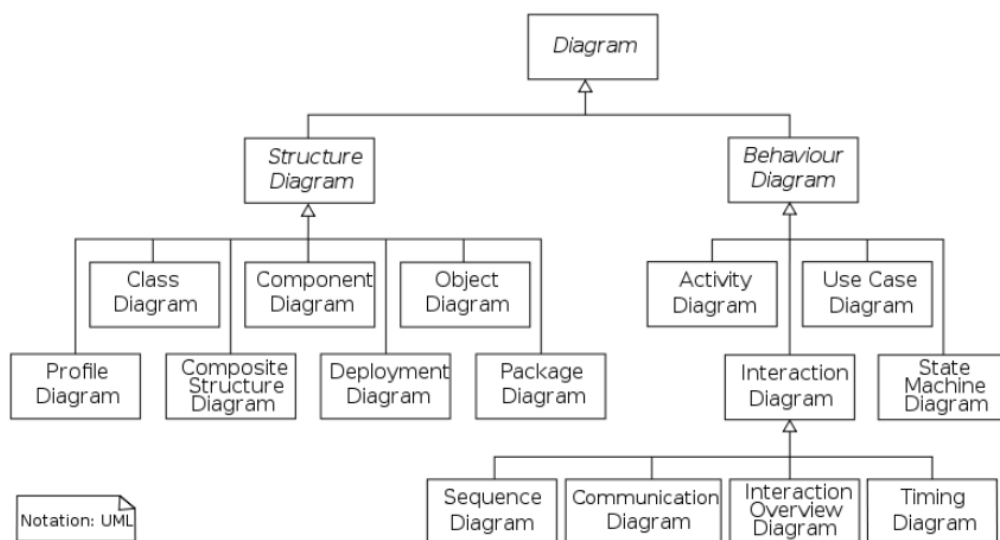 Diagram
Structure
Diagram
Behaviour
Diagram
Class
Diagram
Component
Diagram
Object
Diagram
Activity
Diagram
Use Case
Diagram
Profile
Diagram
Composite
Structure
Diagram
Deployment
Diagram
Package
Diagram
Interaction
Diagram
State
Machine
Diagram
Sequence
Diagram
Communication
Diagram
Interaction
Overview
Diagram
Timing
Diagram
Notation: UML